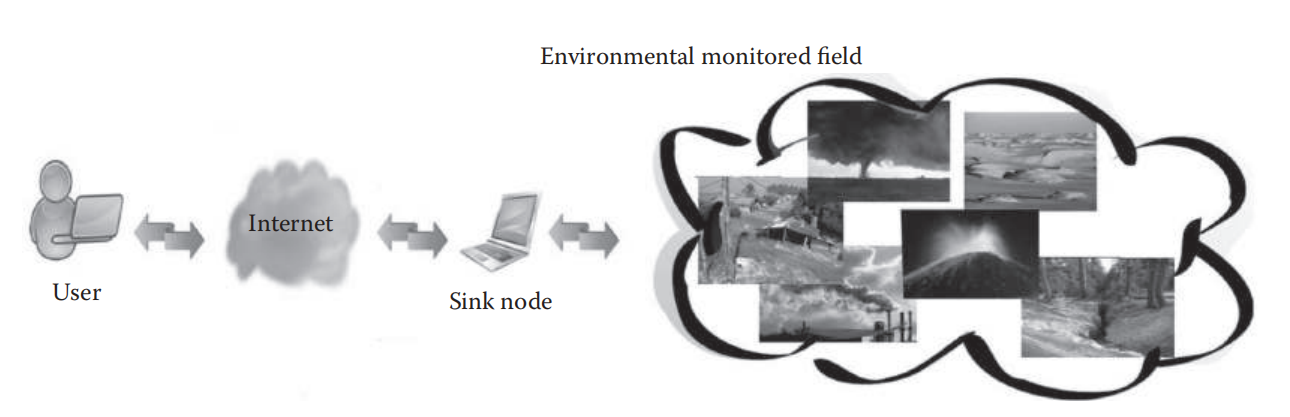 Environmental monitored field
Internet
User
Sink node